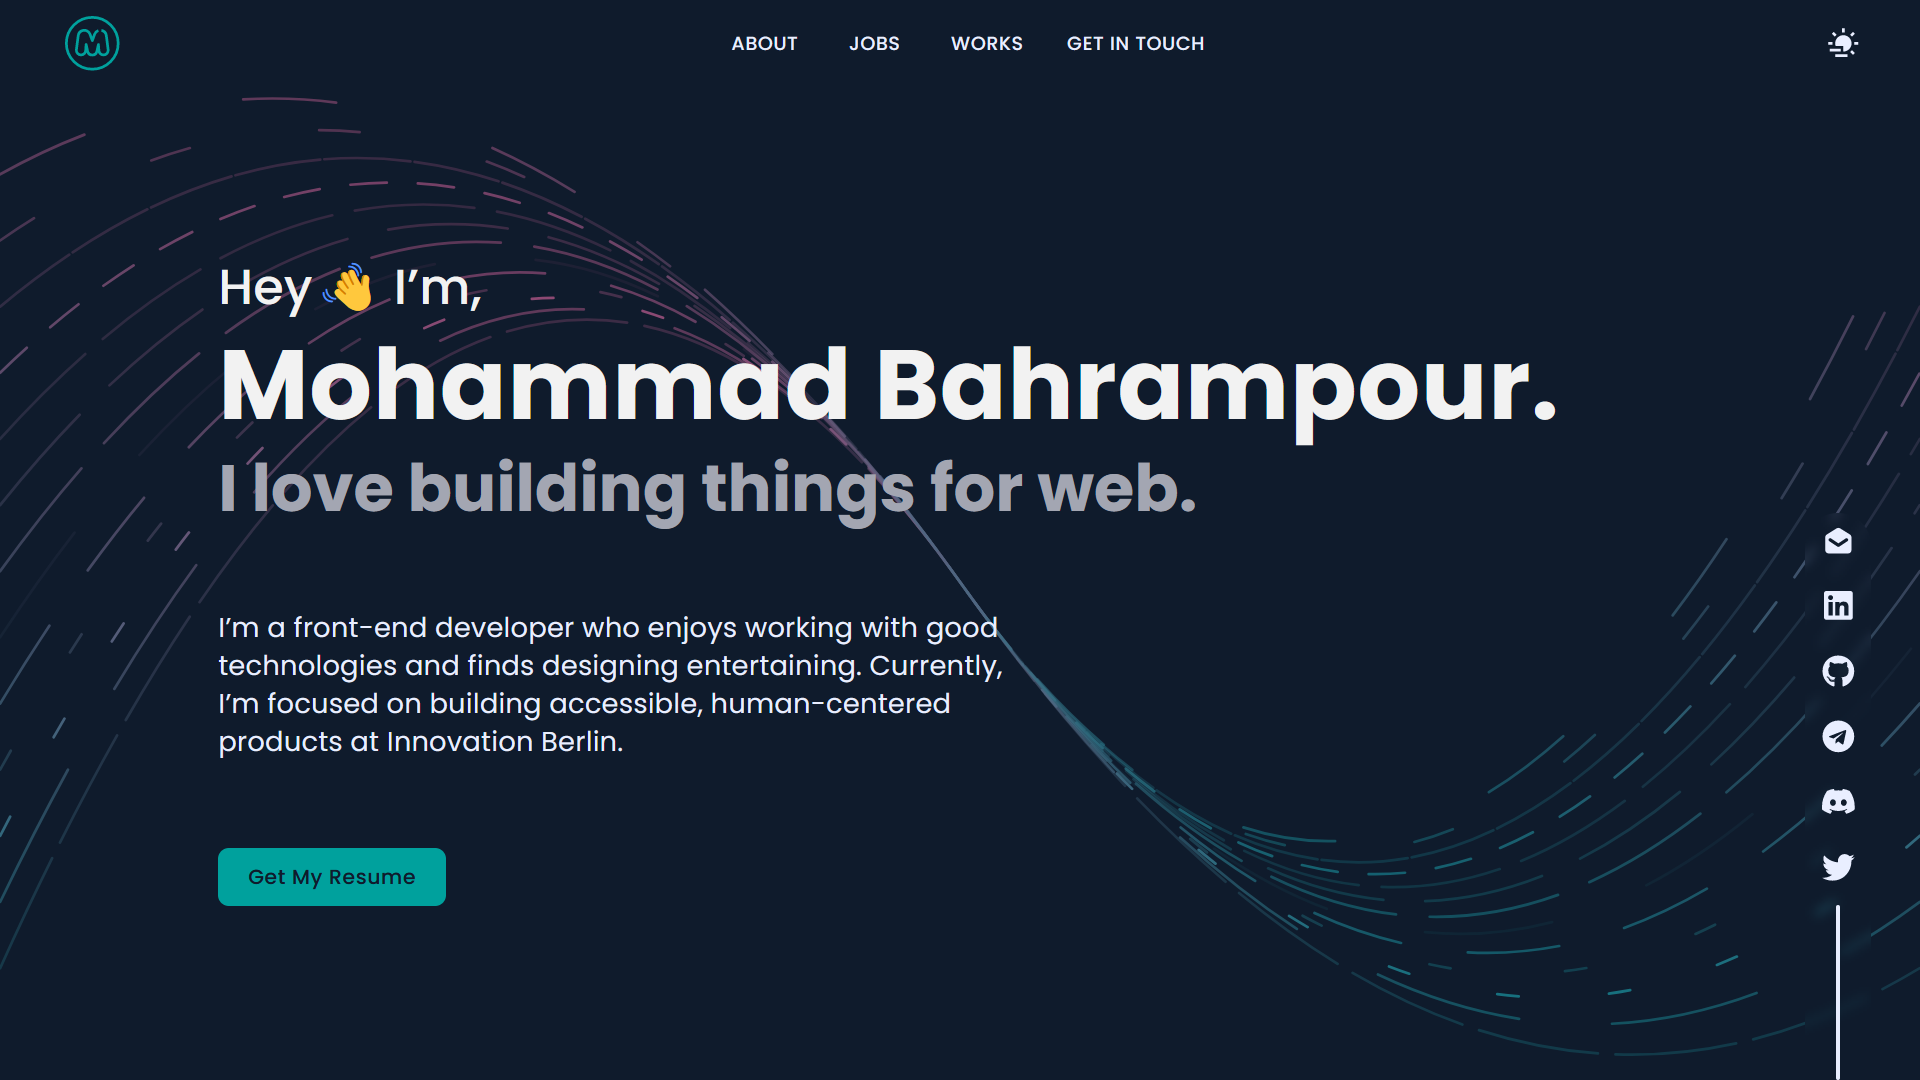 ABOUT JOBS WORKS GET IN TOUCH
Hey 👋 I’m,
Mohammad Bahrampour.
I love building things for web.
I’m a front-end developer who enjoys working with good
technologies and finds designing entertaining. Currently,
I’m focused on building accessible, human-centered
products at Innovation Berlin.
Get My Resume